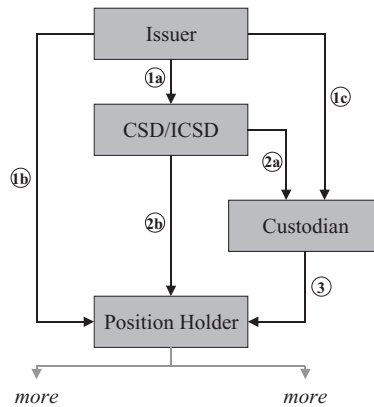 Issuer
1a
1c
CSD/ICSD
2a
1b
2b
Custodian
3
Position Holder
more
more